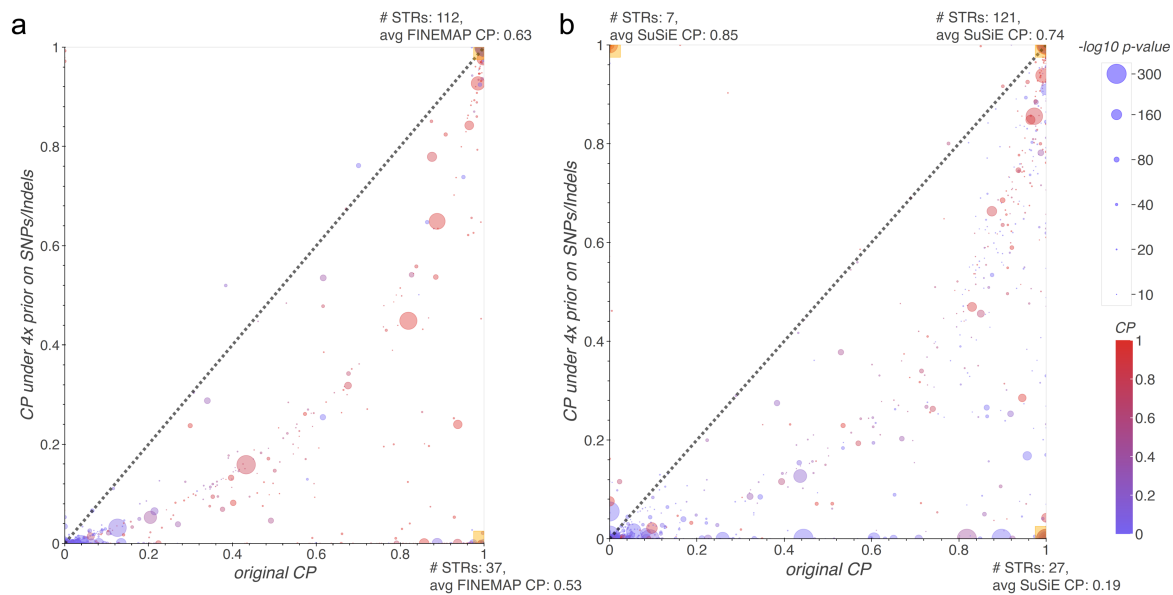 a
# STRs: 112,
avg FINEMAP CP: 0.63
1
0.8
0.6
0.4
0.2
0
CP under 4x prior on SNPs/Indels
0
0.2
0.4
0.6
0.8
1
original CP
# STRs: 37,
avg FINEMAP CP: 0.53
b
# STRs: 7,
avg SuSiE CP: 0.85
# STRs: 121,
avg SuSiE CP: 0.74
1
0.8
0.6
0.4
0.2
0
CP under 4x prior on SNPs/Indels
0
0.2
0.4
0.6
0.8
1
original CP
# STRs: 27,
avg SuSiE CP: 0.19
-log10 p-value
300
160
80
40
20
10
CP
1
0.8
0.6
0.4
0.2
0